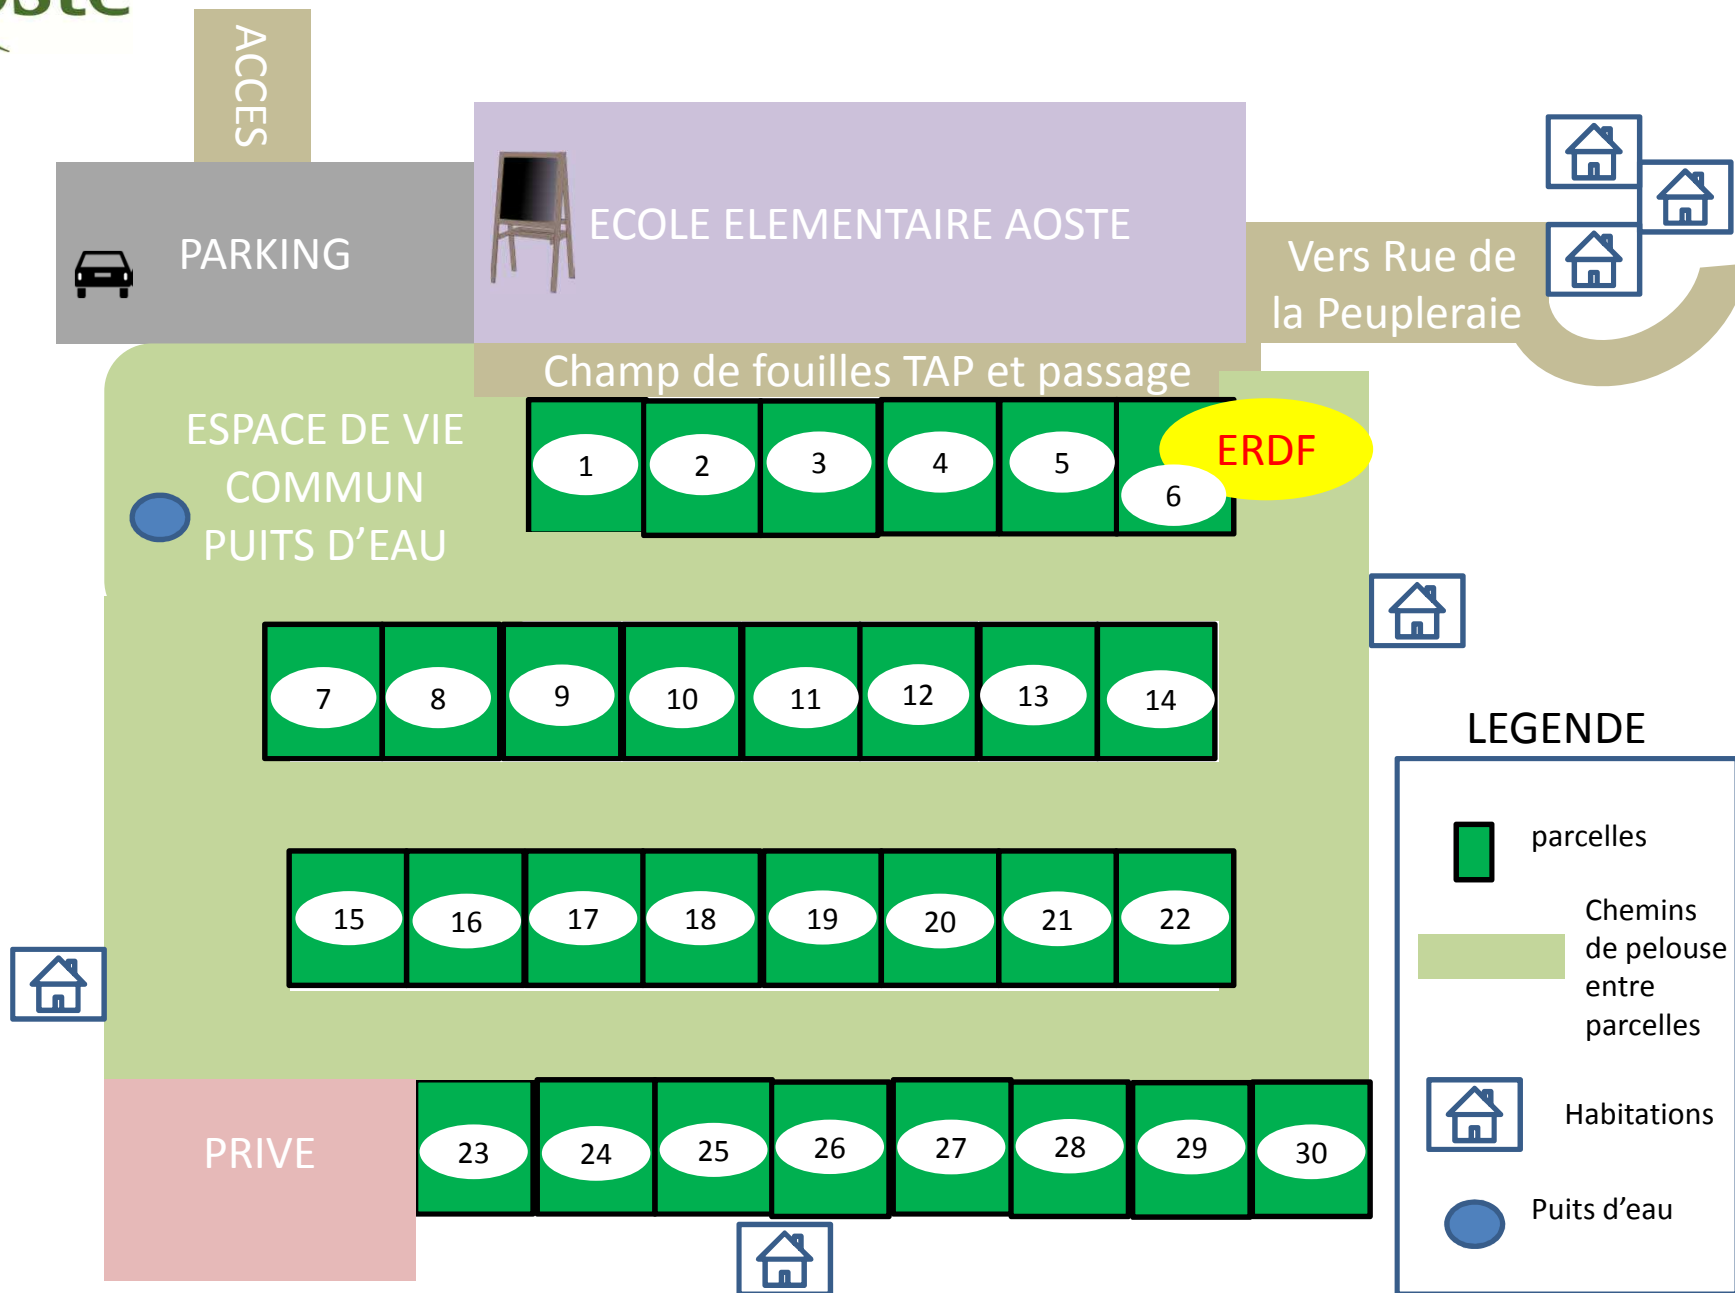 ACCES
PARKING
ECOLE ELEMENTAIRE AOSTE
Vers Rue de
la Peupleraie
Champ de fouilles TAP et passage
ESPACE DE VIE
COMMUN
PUITS D’EAU
ERDF
1 2 3 4 5 6
7 8 9 10 11 12 13 14
15 16 17 18 19 20 21 22
PRIVE
23 24 25 26 27 28 29 30
LEGENDE
parcelles
Chemins
de pelouse
entre
parcelles
Habitations
Puits d’eau